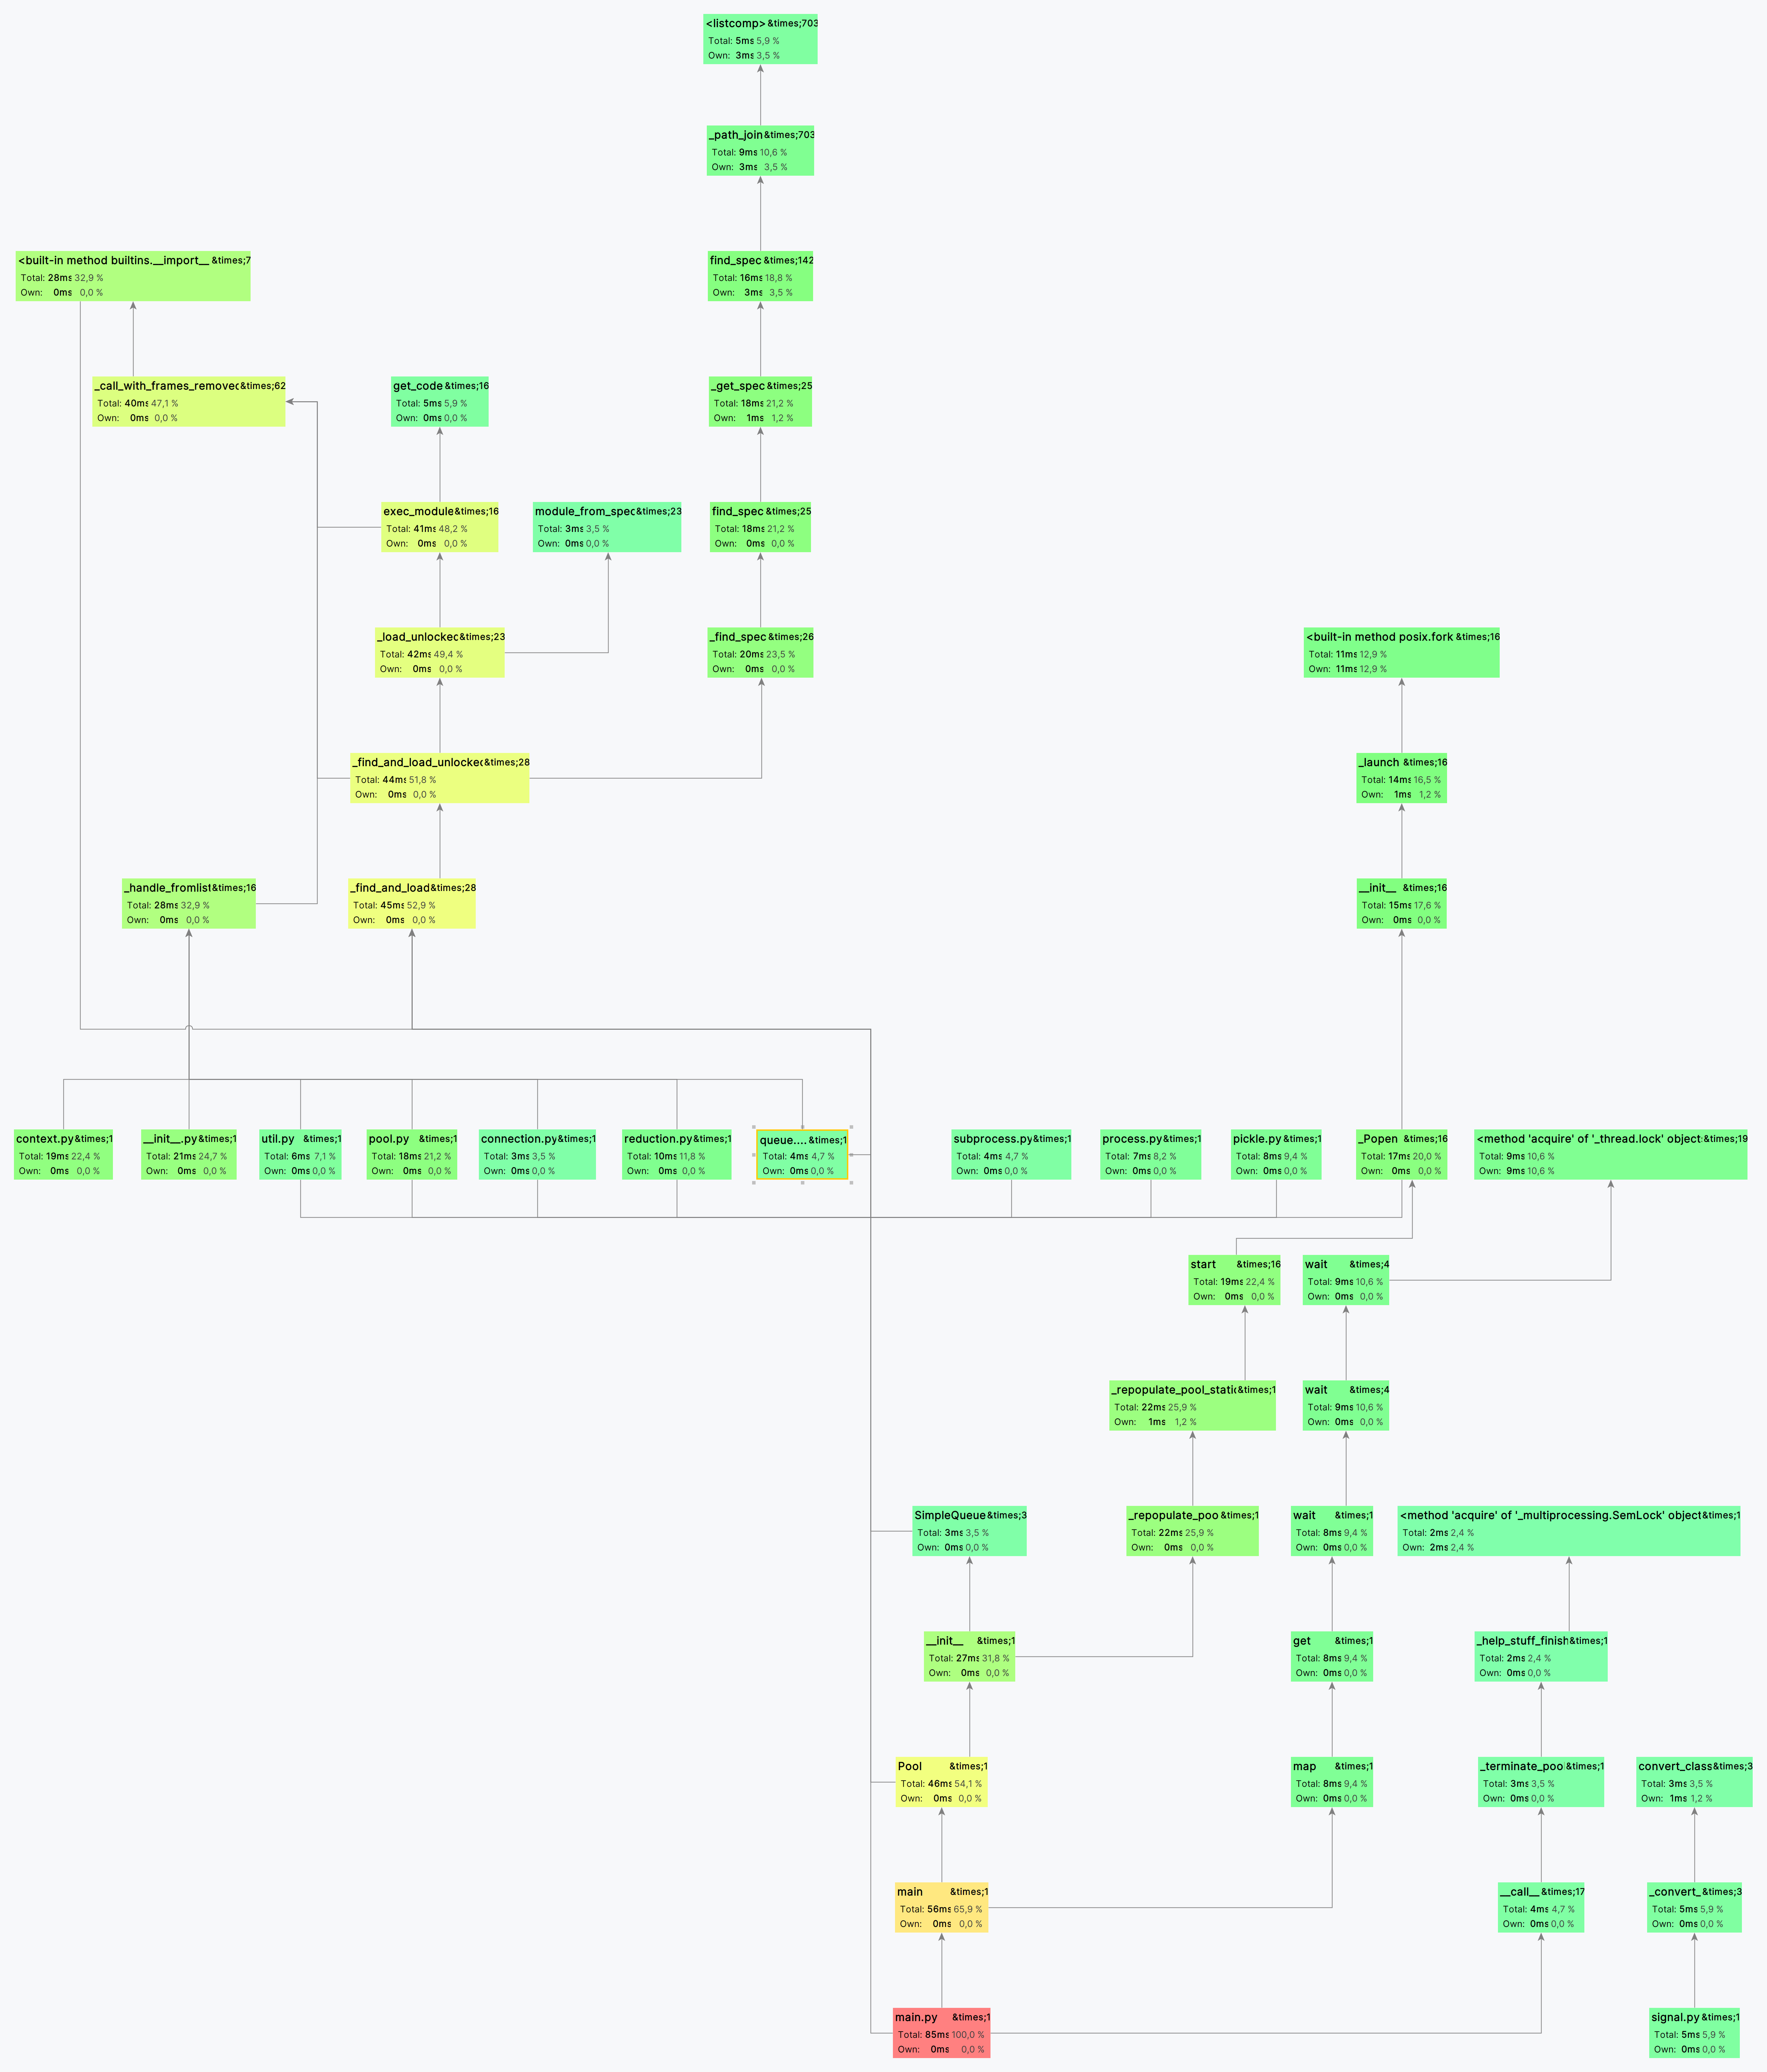 <listcomp> &times;703
Total: 5ms 5,9 %
Own: 3ms 3,5 %
_path_join &times;703
Total: 9ms 10,6 %
Own: 3ms 3,5 %
<built-in method builtins.__import__ &times;7
Total: 28ms 32,9 %
Own: 0ms 0,0 %
find_spec &times;142
Total: 16ms 18,8 %
Own: 3ms 3,5 %
_call_with_frames_removed &times;62
Total: 40ms 47,1 %
Own: 0ms 0,0 %
get_code &times;16
Total: 5ms 5,9 %
Own: 0ms 0,0 %
_get_spec &times;25
Total: 18ms 21,2 %
Own: 1ms 1,2 %
exec_module &times;16
Total: 41ms 48,2 %
Own: 0ms 0,0 %
module_from_spec &times;23
Total: 3ms 3,5 %
Own: 0ms 0,0 %
find_spec &times;25
Total: 18ms 21,2 %
Own: 0ms 0,0 %
_load_unlocked &times;23
Total: 42ms 49,4 %
Own: 0ms 0,0 %
_find_spec &times;26
Total: 20ms 23,5 %
Own: 0ms 0,0 %
<built-in method posix.fork &times;16
Total: 11ms 12,9 %
Own: 11ms 12,9 %
_find_and_load_unlocked &times;28
Total: 44ms 51,8 %
Own: 0ms 0,0 %
_launch &times;16
Total: 14ms 16,5 %
Own: 1ms 1,2 %
_handle_fromlist &times;16
Total: 28ms 32,9 %
Own: 0ms 0,0 %
_find_and_load &times;28
Total: 45ms 52,9 %
Own: 0ms 0,0 %
__init__ &times;16
Total: 15ms 17,6 %
Own: 0ms 0,0 %
context.py &times;1
Total: 19ms 22,4 %
Own: 0ms 0,0 %
__init__.py &times;1
Total: 21ms 24,7 %
Own: 0ms 0,0 %
util.py &times;1
Total: 6ms 7,1 %
Own: 0ms 0,0 %
pool.py &times;1
Total: 18ms 21,2 %
Own: 0ms 0,0 %
connection.py &times;1
Total: 3ms 3,5 %
Own: 0ms 0,0 %
reduction.py &times;1
Total: 10ms 11,8 %
Own: 0ms 0,0 %
queue.... &times;1
Total: 4ms 4,7 %
Own: 0ms 0,0 %
subprocess.py &times;1
Total: 4ms 4,7 %
Own: 0ms 0,0 %
process.py &times;1
Total: 7ms 8,2 %
Own: 0ms 0,0 %
pickle.py &times;1
Total: 8ms 9,4 %
Own: 0ms 0,0 %
_Popen &times;16
Total: 17ms 20,0 %
Own: 0ms 0,0 %
<method 'acquire' of '_thread.lock' object &times;19
Total: 9ms 10,6 %
Own: 9ms 10,6 %
start &times;16
Total: 19ms 22,4 %
Own: 0ms 0,0 %
wait &times;4
Total: 9ms 10,6 %
Own: 0ms 0,0 %
_repopulate_pool_static &times;1
Total: 22ms 25,9 %
Own: 1ms 1,2 %
wait &times;4
Total: 9ms 10,6 %
Own: 0ms 0,0 %
SimpleQueue &times;3
Total: 3ms 3,5 %
Own: 0ms 0,0 %
_repopulate_poo &times;1
Total: 22ms 25,9 %
Own: 0ms 0,0 %
wait &times;1
Total: 8ms 9,4 %
Own: 0ms 0,0 %
<method 'acquire' of '_multiprocessing.SemLock' object &times;1
Total: 2ms 2,4 %
Own: 2ms 2,4 %
__init__ &times;1
Total: 27ms 31,8 %
Own: 0ms 0,0 %
get &times;1
Total: 8ms 9,4 %
Own: 0ms 0,0 %
_help_stuff_finish &times;1
Total: 2ms 2,4 %
Own: 0ms 0,0 %
Pool &times;1
Total: 46ms 54,1 %
Own: 0ms 0,0 %
map &times;1
Total: 8ms 9,4 %
Own: 0ms 0,0 %
_terminate_poo &times;1
Total: 3ms 3,5 %
Own: 0ms 0,0 %
convert_class &times;3
Total: 3ms 3,5 %
Own: 1ms 1,2 %
main &times;1
Total: 56ms 65,9 %
Own: 0ms 0,0 %
__call__ &times;17
Total: 4ms 4,7 %
Own: 0ms 0,0 %
_convert_ &times;3
Total: 5ms 5,9 %
Own: 0ms 0,0 %
main.py &times;1
Total: 85ms 100,0 %
Own: 0ms 0,0 %
signal.py &times;1
Total: 5ms 5,9 %
Own: 0ms 0,0 %